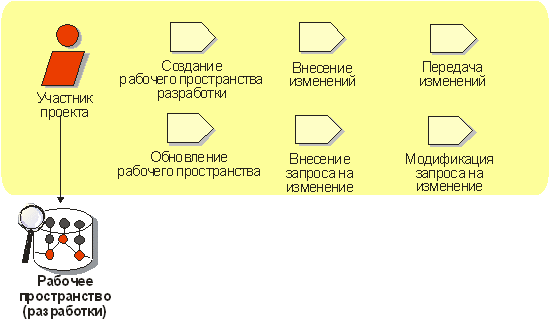 Участник
проекта
Создание
рабочего пространства
разработки
Внесение
изменений
Передача
изменений
Обновление
рабочего пространства
Внесение
запроса на
изменение
Модификация
запроса на
изменение
Рабочее
пространство
(разработки)